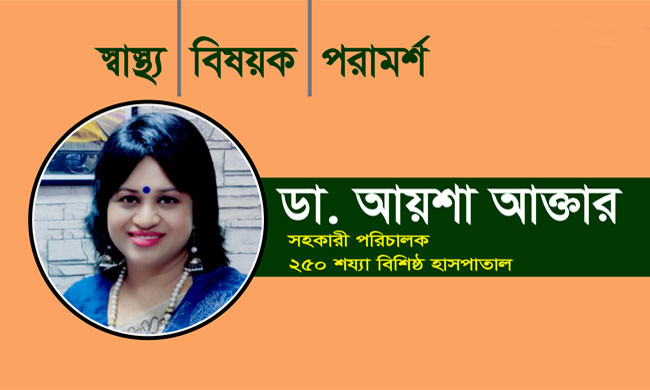 স্বাস্থ্য বিষয়ক পরামর্শ
ডা. আয়শা আক্তার
সহকারী পরিচালক
২৫০ শয্যা বিশিষ্ঠ হাসপাতাল